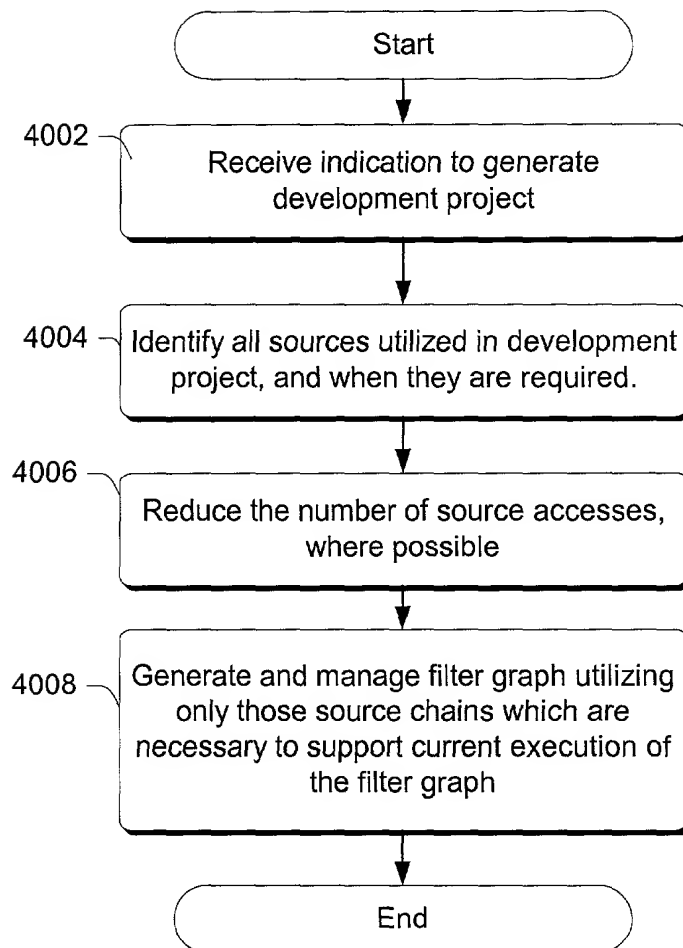 Start
4002
Receive indication to generate
development project
4004
Identify all sources utilized in development
project, and when they are required.
4006
Reduce the number of source accesses,
where possible
4008
Generate and manage filter graph utilizing
only those source chains which are
necessary to support current execution of
the filter graph
End